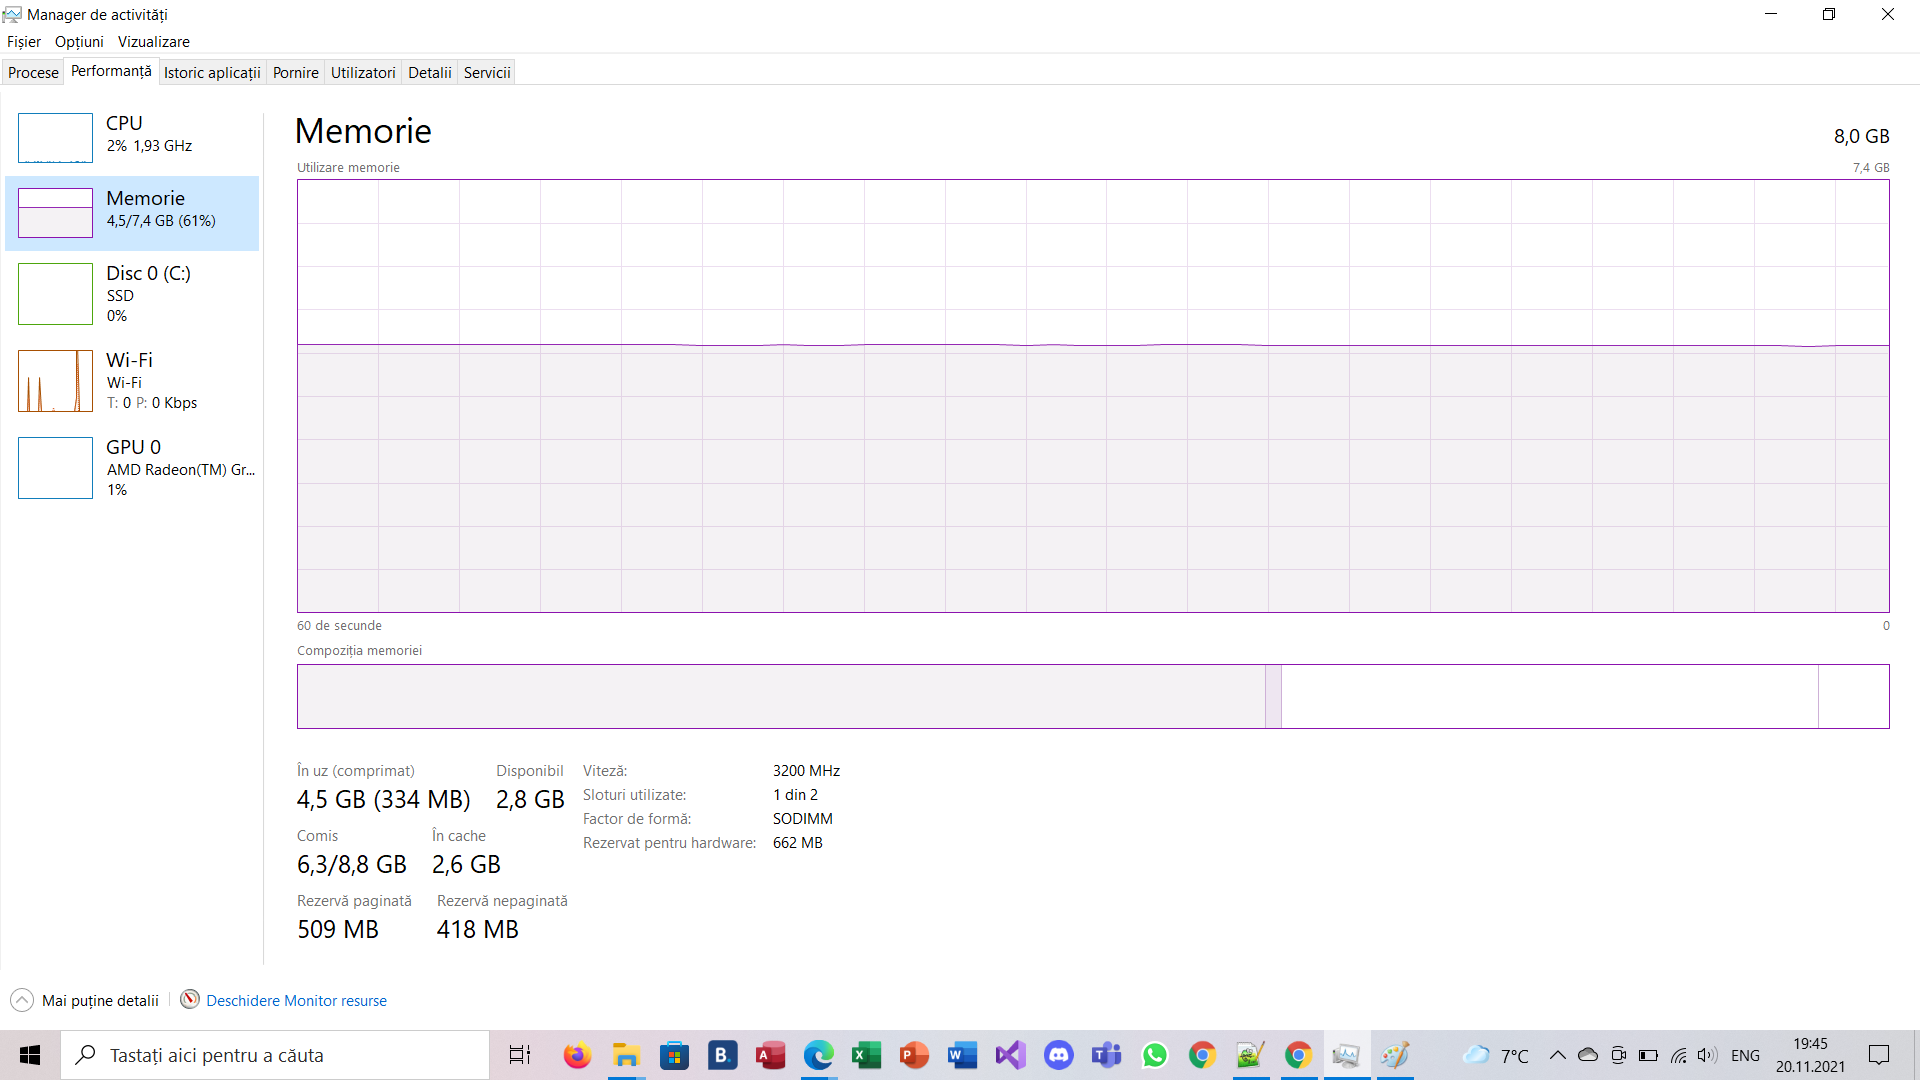 Manager de activități
Fișier Opțiuni Vizualizare
Procese Performanță Istoric aplicații Pornire Utilizatori Detalii Servicii
CPU
2% 1,93 GHz
Memorie
4,5/7,4 GB (61%)
Disc 0 (C:)
SSD
0%
Wi-Fi
Wi-Fi
T: 0 P: 0 Kbps
GPU 0
AMD Radeon(TM) Gr...
1%
Memorie
8,0 GB
Utilizare memorie
7,4 GB
60 de secunde
0
Compoziția memoriei
În uz (comprimat)
4,5 GB (334 MB)
Disponibil
2,8 GB
Comis
6,3/8,8 GB
În cache
2,6 GB
Rezervă paginată
509 MB
Rezervă nepaginată
418 MB
Viteză: 3200 MHz
Sloturi utilizate: 1 din 2
Factor de formă: SODIMM
Rezervat pentru hardware: 662 MB
Mai puține detalii
Deschidere Monitor resurse
Tastați aici pentru a căuta
7°C
ENG
19:45
20.11.2021